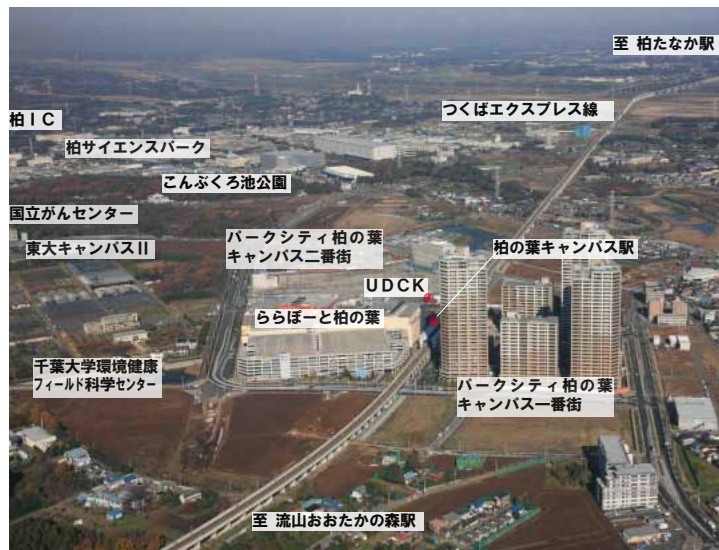 至 柏たなか駅
つくばエクスプレス線
柏IC
柏サイエンスパーク
こんぶくろ池公園
国立がんセンター
東大キャンパスⅡ
パークシティ柏の葉
キャンパス二番街
柏の葉キャンパス駅
UDCK
ららぽーと柏の葉
千葉大学環境健康
フィールド科学センター
パークシティ柏の葉
キャンパス一番街
至 流山おおたかの森駅